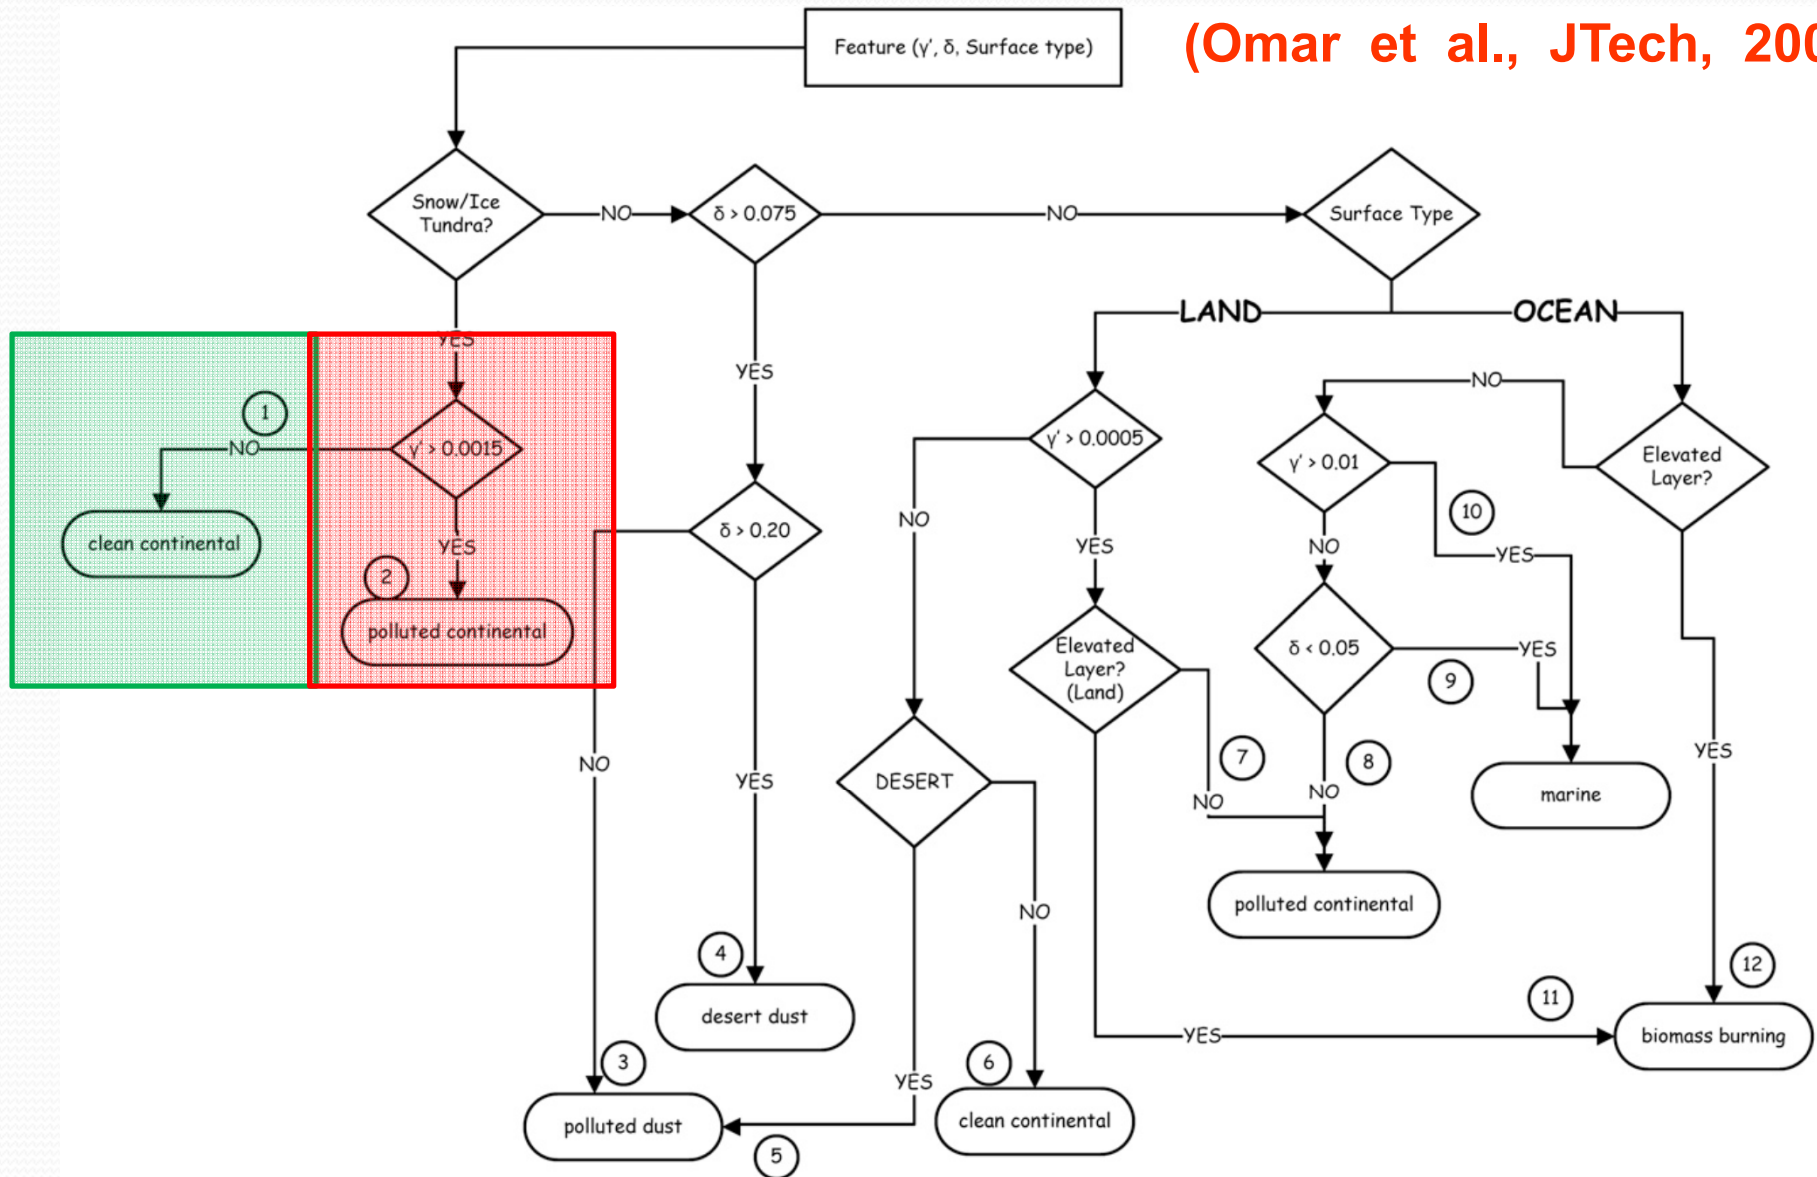 Feature (γ', δ, Surface type)
(Omar et al., JTech, 200
Snow/Ice
Tundra?
NO
δ > 0.075
NO
Surface Type
YES
YES
LAND
OCEAN
1
NO
γ' > 0.0015
clean continental
YES
2
polluted continental
δ > 0.20
NO
YES
4
desert dust
3
polluted dust
γ' > 0.0005
NO
YES
Elevated
Layer?
(Land)
7
NO
DESERT
NO
YES
6
clean continental
5
NO
Elevated
Layer?
γ' > 0.01
10
YES
NO
δ < 0.05
YES
9
8
NO
marine
polluted continental
YES
12
11
YES
biomass burning